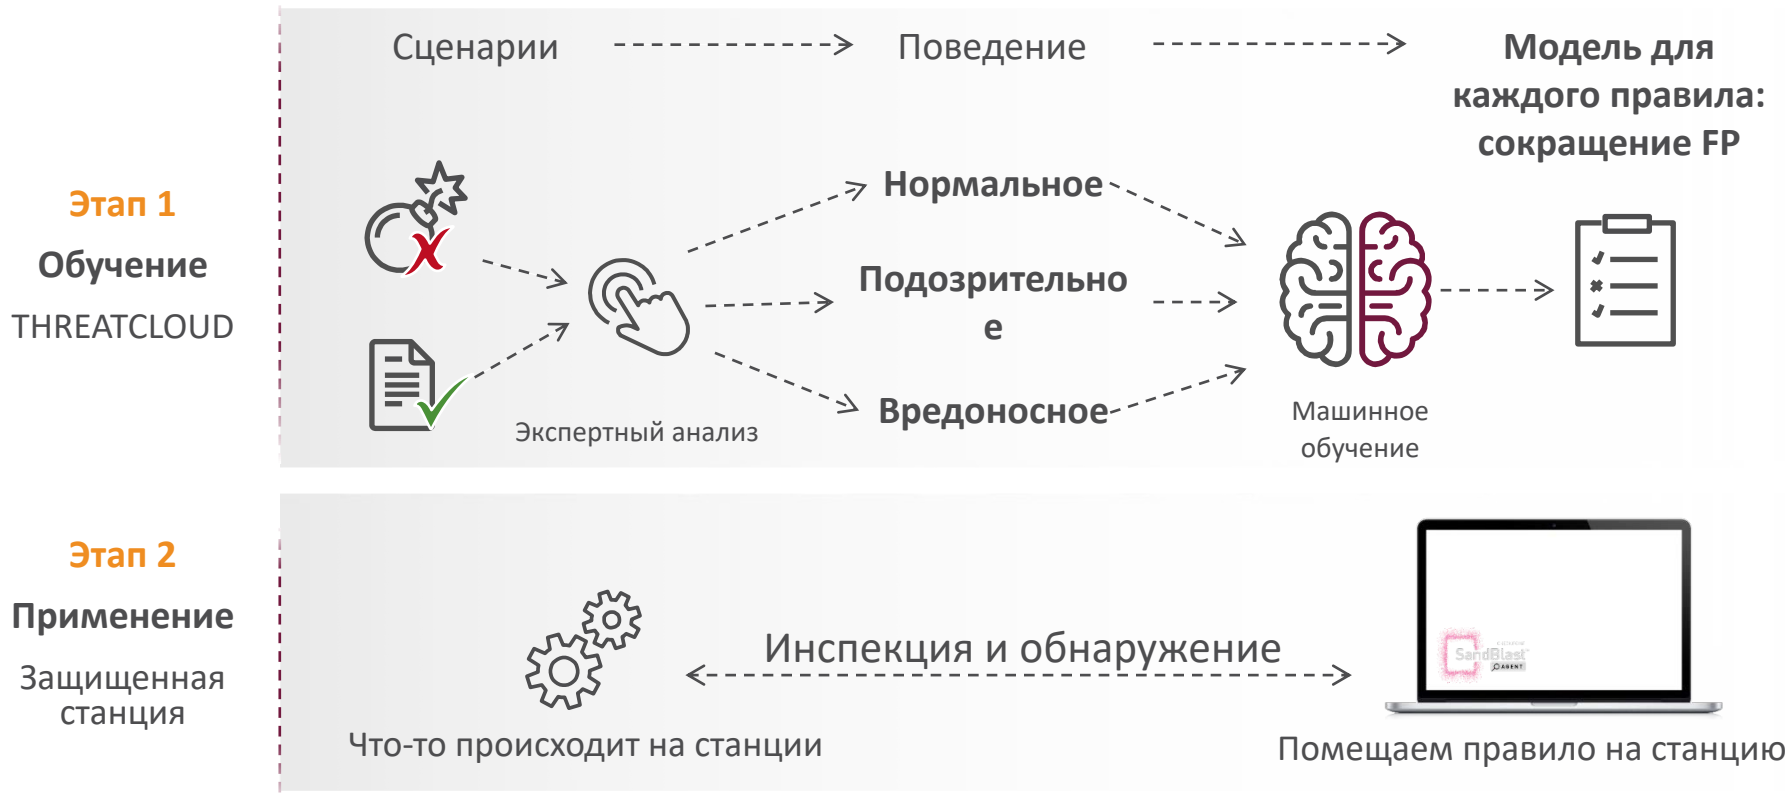 Сценарии
Поведение
Модель для
каждого правила:
сокращение FP
Этап 1
Обучение
THREATCLOUD
Нормальное
Подозрительно
е
Вредоносное
Экспертный анализ
Машинное
обучение
Этап 2
Применение
Защищенная
станция
Инспекция и обнаружение
SandBlast
AGENT
Что-то происходит на станции
Помещаем правило на станцию